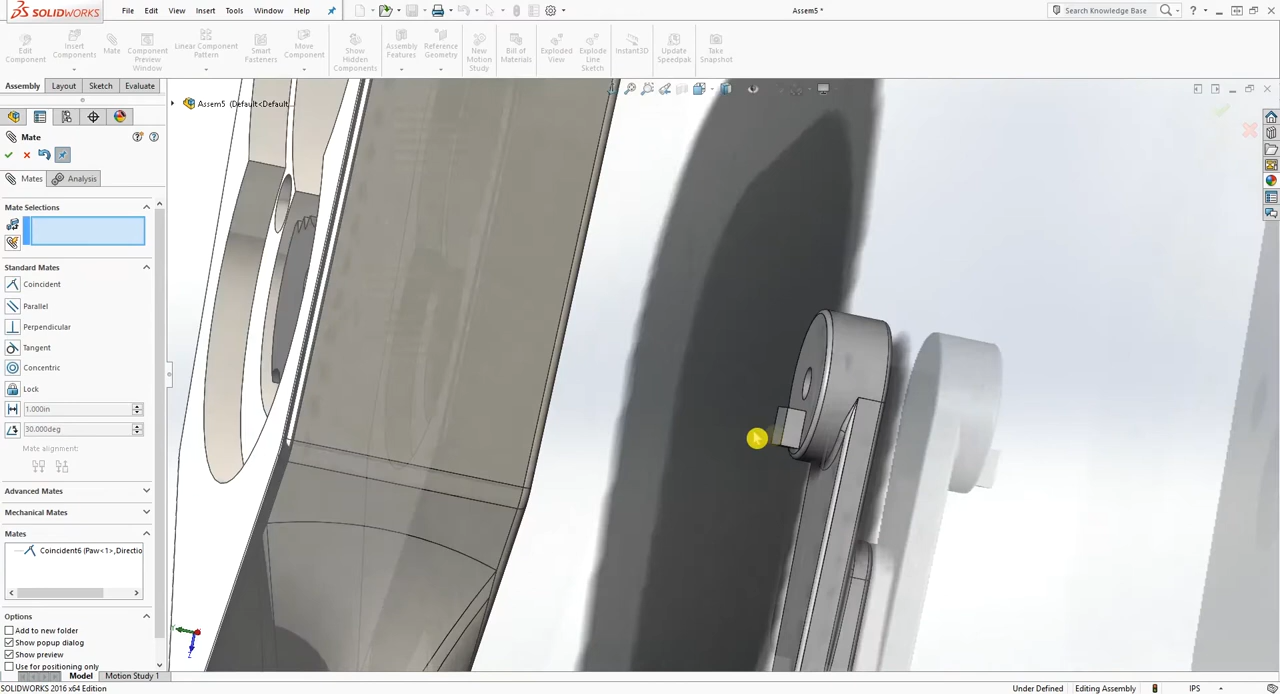 SOLIDWORKS File Edit View Insert Tools Window Help Assem5 * Search Knowledge Base
Edit Component
Insert Components
Mate
Component Preview Window
Linear Component Pattern
Smart Fasteners
Move Component
Show Hidden Components
Assembly Features
Reference Geometry
New Motion Study
Bill of Materials
Exploded View
Explode Line Sketch
Instant3D
Update Speedpak
Take Snapshot
Assembly Layout Sketch Evaluate
Assem5 (Default<Default...
Mate
Mates Analysis
Mate Selections
Standard Mates
Coincident
Parallel
Perpendicular
Tangent
Concentric
Lock
1.000in
30.000deg
Mate alignment:
Advanced Mates
Mechanical Mates
Mates
Coincident6 (Paw<1>,Directio
Options
Add to new folder
Show popup dialog
Show preview
Use for positioning only
Model Motion Study 1
SOLIDWORKS 2016 x64 Edition Under Defined Editing Assembly IPS